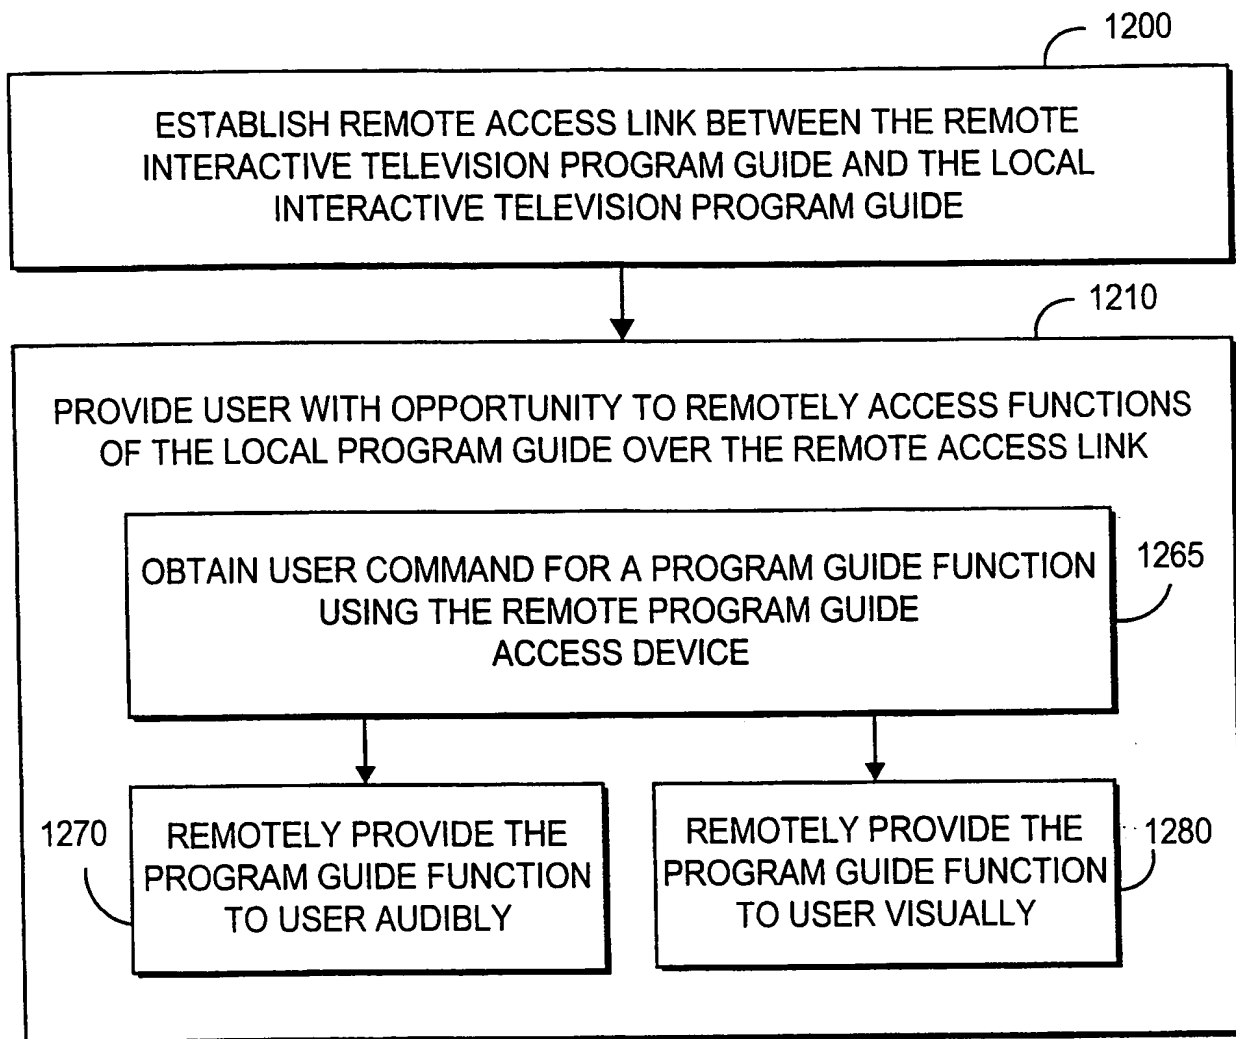 1200
ESTABLISH REMOTE ACCESS LINK BETWEEN THE REMOTE
INTERACTIVE TELEVISION PROGRAM GUIDE AND THE LOCAL
INTERACTIVE TELEVISION PROGRAM GUIDE
1210
PROVIDE USER WITH OPPORTUNITY TO REMOTELY ACCESS FUNCTIONS
OF THE LOCAL PROGRAM GUIDE OVER THE REMOTE ACCESS LINK
OBTAIN USER COMMAND FOR A PROGRAM GUIDE FUNCTION
USING THE REMOTE PROGRAM GUIDE
ACCESS DEVICE
1265
1270
REMOTELY PROVIDE THE
PROGRAM GUIDE FUNCTION
TO USER AUDIBLY
REMOTELY PROVIDE THE
PROGRAM GUIDE FUNCTION
TO USER VISUALLY
1280